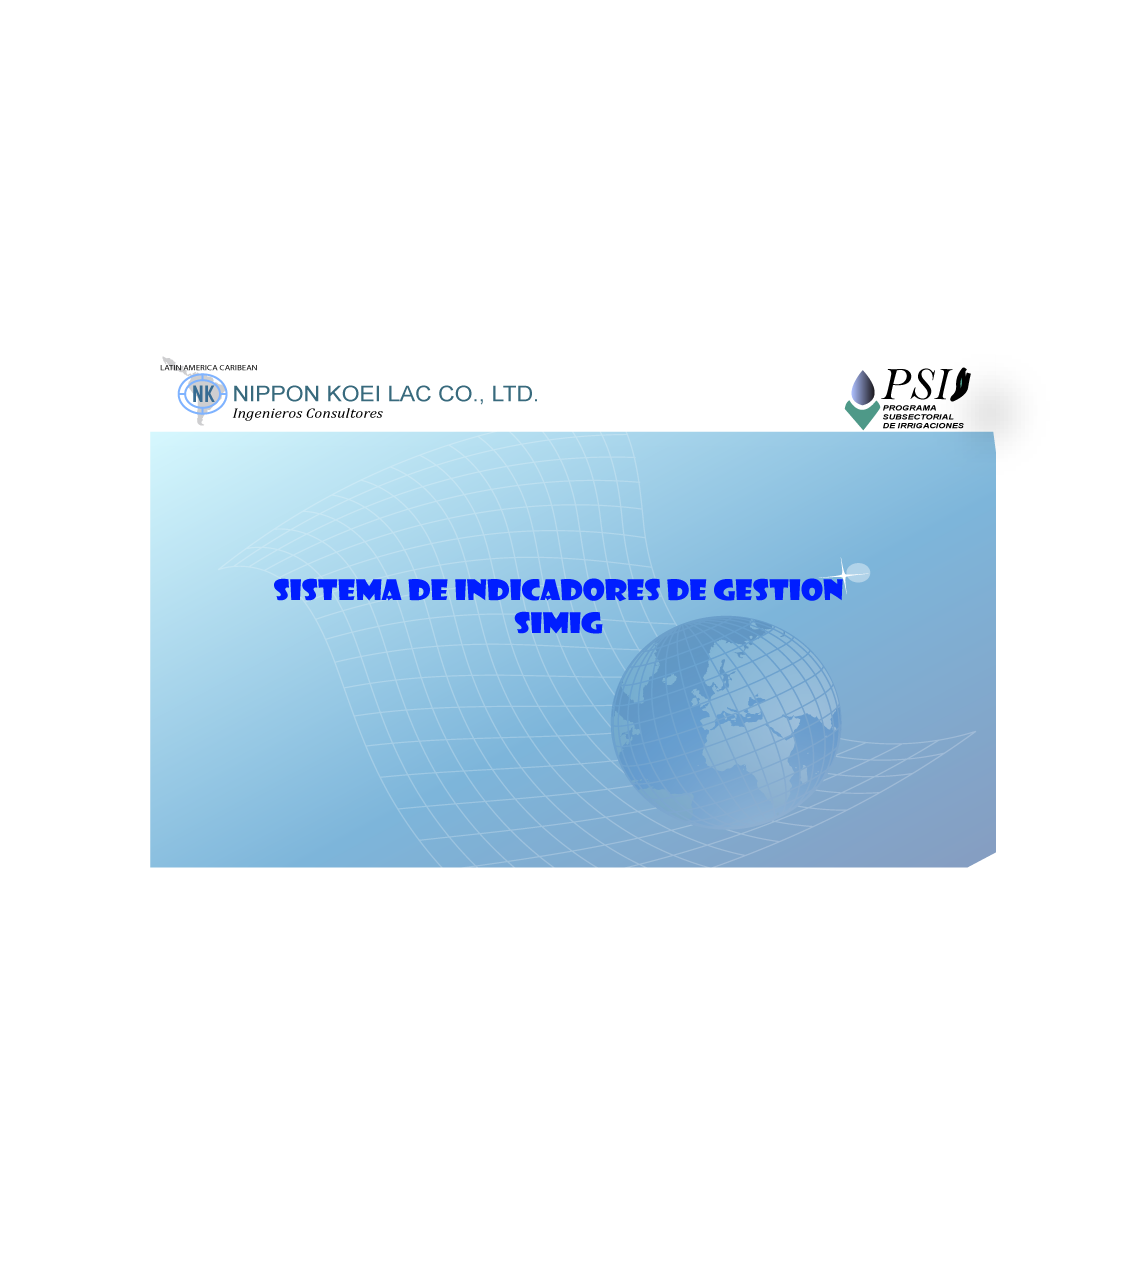 LATIN AMERICA CARIBEAN
NK
NIPPON KOEI LAC CO., LTD.
Ingenieros Consultores
PSI
PROGRAMA
SUBSECTORIAL
DE IRRIGACIONES
SISTEMA DE INDICADORES DE GESTION
SIMIG